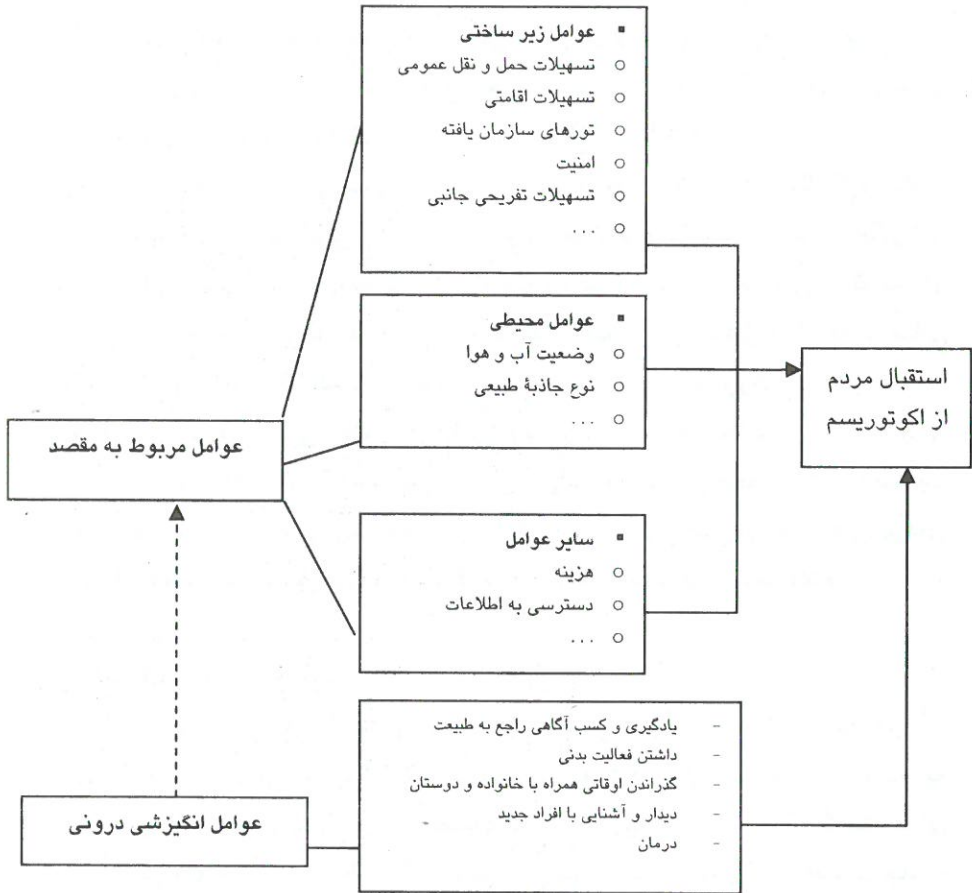 ▪ عوامل زیر ساختی
○ تسهیلات حمل و نقل عمومی
○ تسهیلات اقامتی
○ تورهای سازمان یافته
○ امنیت
○ تسهیلات تفریحی جانبی
○ ...
▪ عوامل محیطی
○ وضعیت آب و هوا
○ نوع جاذبهٔ طبیعی
○ ...
استقبال مردم
از اکوتوریسم
عوامل مربوط به مقصد
▪ سایر عوامل
○ هزینه
○ دسترسی به اطلاعات
○ ...
- یادگیری و کسب آگاهی راجع به طبیعت
- داشتن فعالیت بدنی
- گذراندن اوقاتی همراه با خانواده و دوستان
- دیدار و آشنایی با افراد جدید
- درمان
عوامل انگیزشی درونی